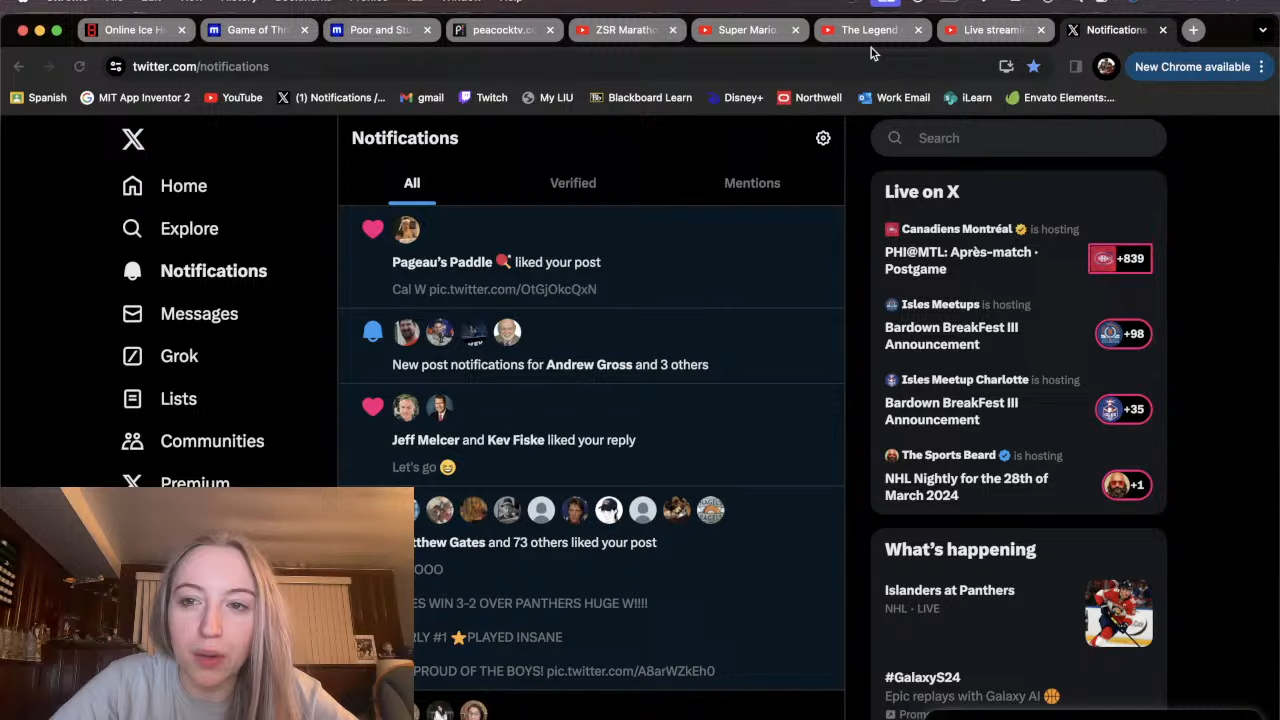 Online Ice H
Game of Th
Poor and Stu
peacocktv.c
ZSR Marath
Super Mario
The Legend
Live streami
Notifications
twitter.com/notifications
New Chrome available
Spanish
MIT App Inventor 2
YouTube
(1) Notifications /...
gmail
Twitch
My LIU
Blackboard Learn
Disney+
Northwell
Work Email
iLearn
Envato Elements:...
Home
Explore
Notifications
Messages
Grok
Lists
Communities
Premium
Notifications
All
Verified
Mentions
Pageau's Paddle 🏓 liked your post
Cal W pic.twitter.com/OtGjOkcQxN
New post notifications for Andrew Gross and 3 others
Jeff Melcer and Kev Fiske liked your reply
Let's go 😅
tthew Gates and 73 others liked your post
OOO
ES WIN 3-2 OVER PANTHERS HUGE W!!!!
RLY #1 ⭐PLAYED INSANE
PROUD OF THE BOYS! pic.twitter.com/A8arWZkEh0
Search
Live on X
Canadiens Montréal is hosting
PHI@MTL: Après-match ·
Postgame
+839
Isles Meetups is hosting
Bardown BreakFest III
Announcement
+98
Isles Meetup Charlotte is hosting
Bardown BreakFest III
Announcement
+35
The Sports Beard is hosting
NHL Nightly for the 28th of
March 2024
+1
What's happening
Islanders at Panthers
NHL · LIVE
#GalaxyS24
Epic replays with Galaxy AI 🏀